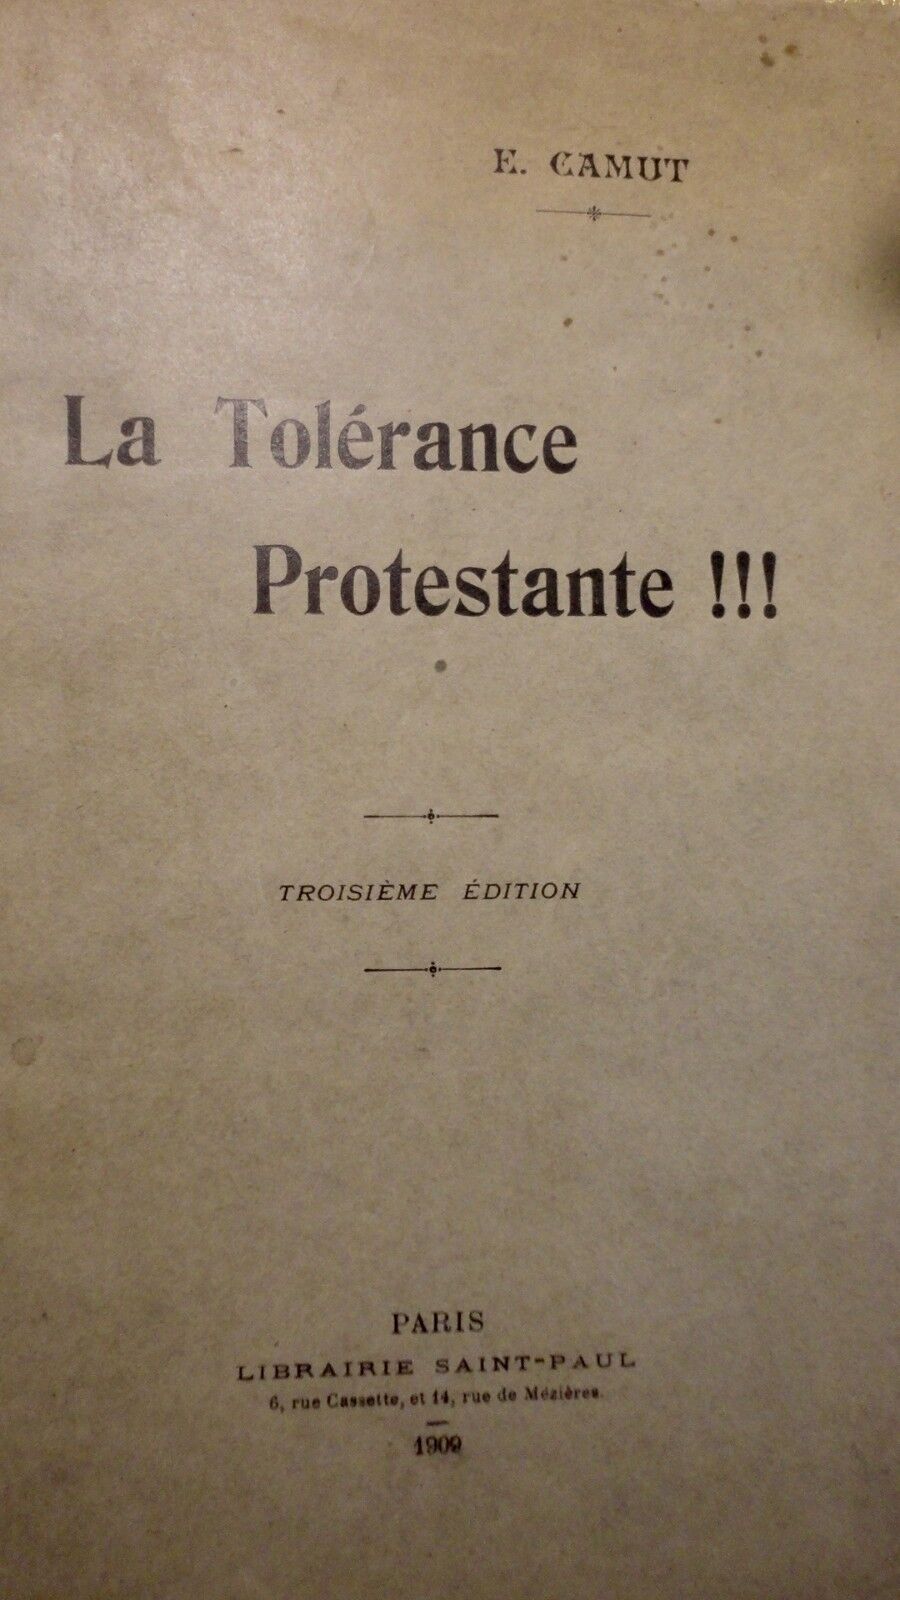 E. CAMUT
La Tolérance
Protestante !!!
TROISIÈME ÉDITION
PARIS
LIBRAIRIE SAINT-PAUL
6, rue Cassette, et 14, rue de Mézières
1909